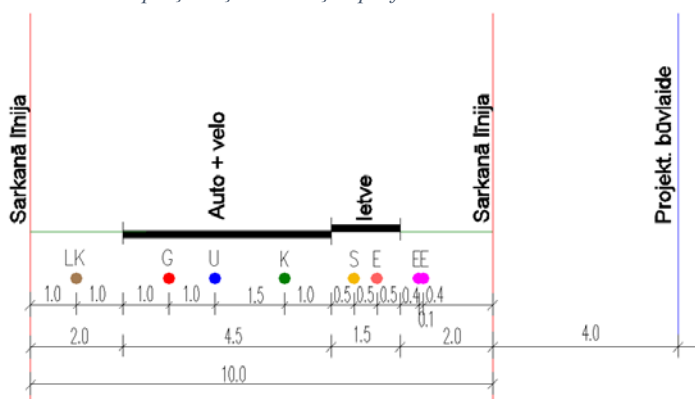 Sarkanā līnija
Auto + velo
Ietve
Sarkanā līnija
Projekt. būvlaide
LK G U K S E EE
1.0 1.0 1.0 1.0 1.5 1.0 0.5 0.5 0.5 0.4 0.4
0.1
2.0 4.5 1.5 2.0 4.0
10.0